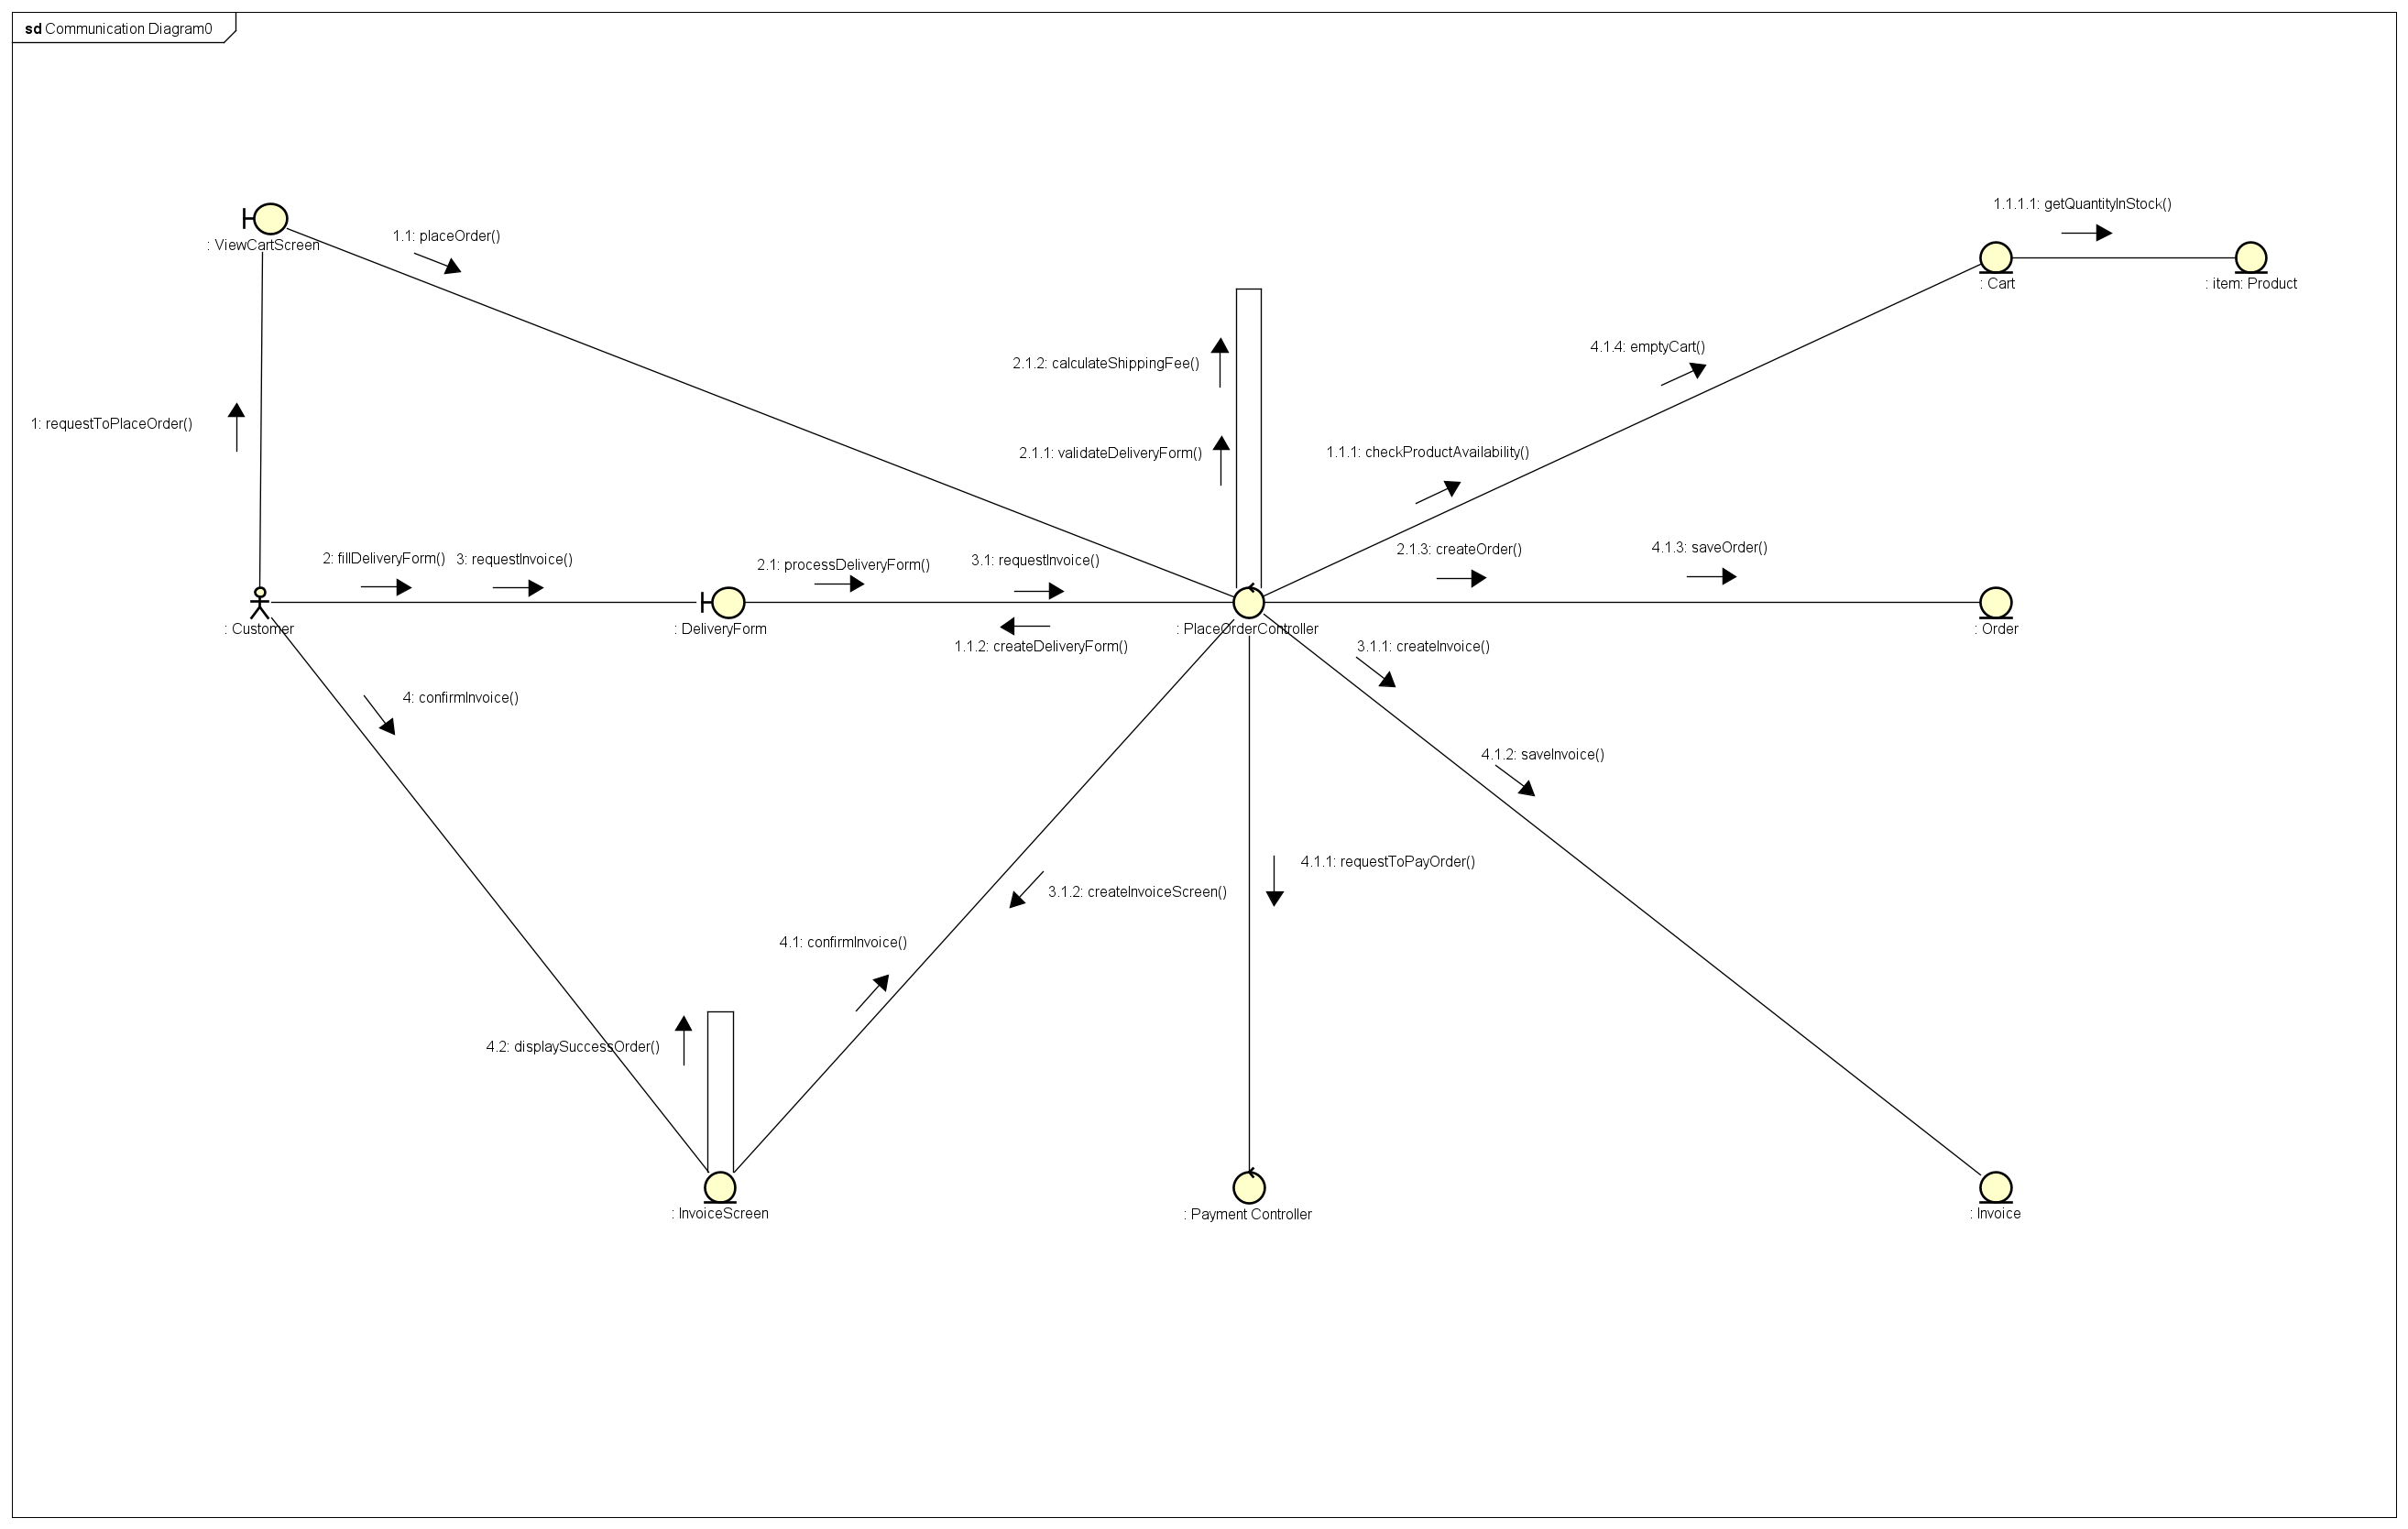 sd Communication Diagram0
1.1.1.1: getQuantityInStock()
1.1: placeOrder()
: ViewCartScreen
: Cart
: item: Product
4.1.4: emptyCart()
2.1.2: calculateShippingFee()
1: requestToPlaceOrder()
2.1.1: validateDeliveryForm()
1.1.1: checkProductAvailability()
2: fillDeliveryForm()
3: requestInvoice()
2.1: processDeliveryForm()
3.1: requestInvoice()
2.1.3: createOrder()
4.1.3: saveOrder()
: Customer
: DeliveryForm
: PlaceOrderController
: Order
1.1.2: createDeliveryForm()
3.1.1: createInvoice()
4: confirmInvoice()
4.1.2: saveInvoice()
4.1.1: requestToPayOrder()
3.1.2: createInvoiceScreen()
4.1: confirmInvoice()
4.2: displaySuccessOrder()
: InvoiceScreen
: Payment Controller
: Invoice